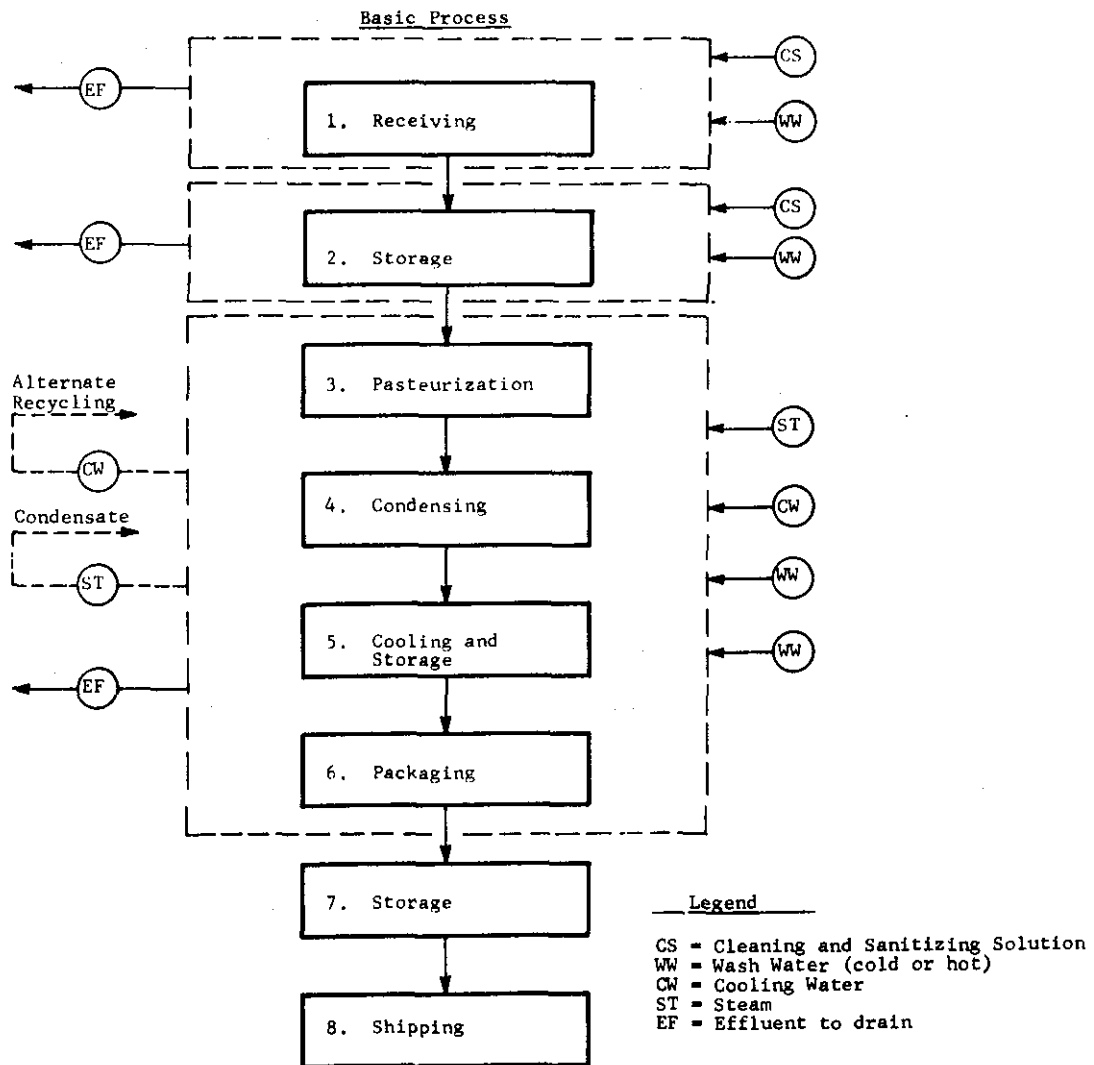 Basic Process
CS
EF
1. Receiving
WW
CS
EF
2. Storage
WW
3. Pasteurization
Alternate
Recycling
ST
CW
4. Condensing
CW
Condensate
ST
WW
5. Cooling and
Storage
WW
EF
6. Packaging
7. Storage
Legend
CS = Cleaning and Sanitizing Solution
WW = Wash Water (cold or hot)
CW = Cooling Water
ST = Steam
EF = Effluent to drain
8. Shipping